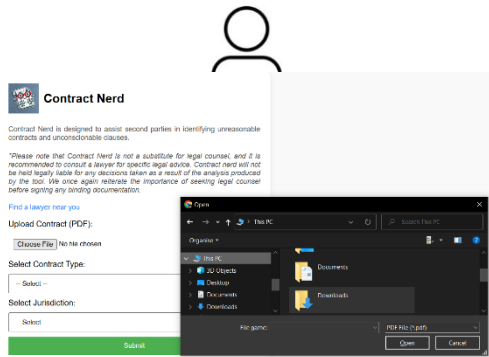 Contract Nerd
Contract Nerd is designed to assist second parties in identifying unreasonable
contracts and unconscionable clauses.
*Please note that Contract Nerd is not a substitute for legal counsel, and it is
recommended to consult a lawyer for specific legal advice. Contract nerd will not
be held legally liable for any decisions taken as a result of the analysis produced
by the tool. We once again reiterate the importance of seeking legal counsel
before signing any binding documentation.
Find a lawyer near you
Upload Contract (PDF):
Choose File No file chosen
Select Contract Type:
-- Select --
Select Jurisdiction:
Select
Submit
Open
This PC
Search This PC
Organise
This PC
3D Objects
Desktop
Documents
Downloads
Documents
Downloads
File name:
PDF File (*.pdf)
Open
Cancel